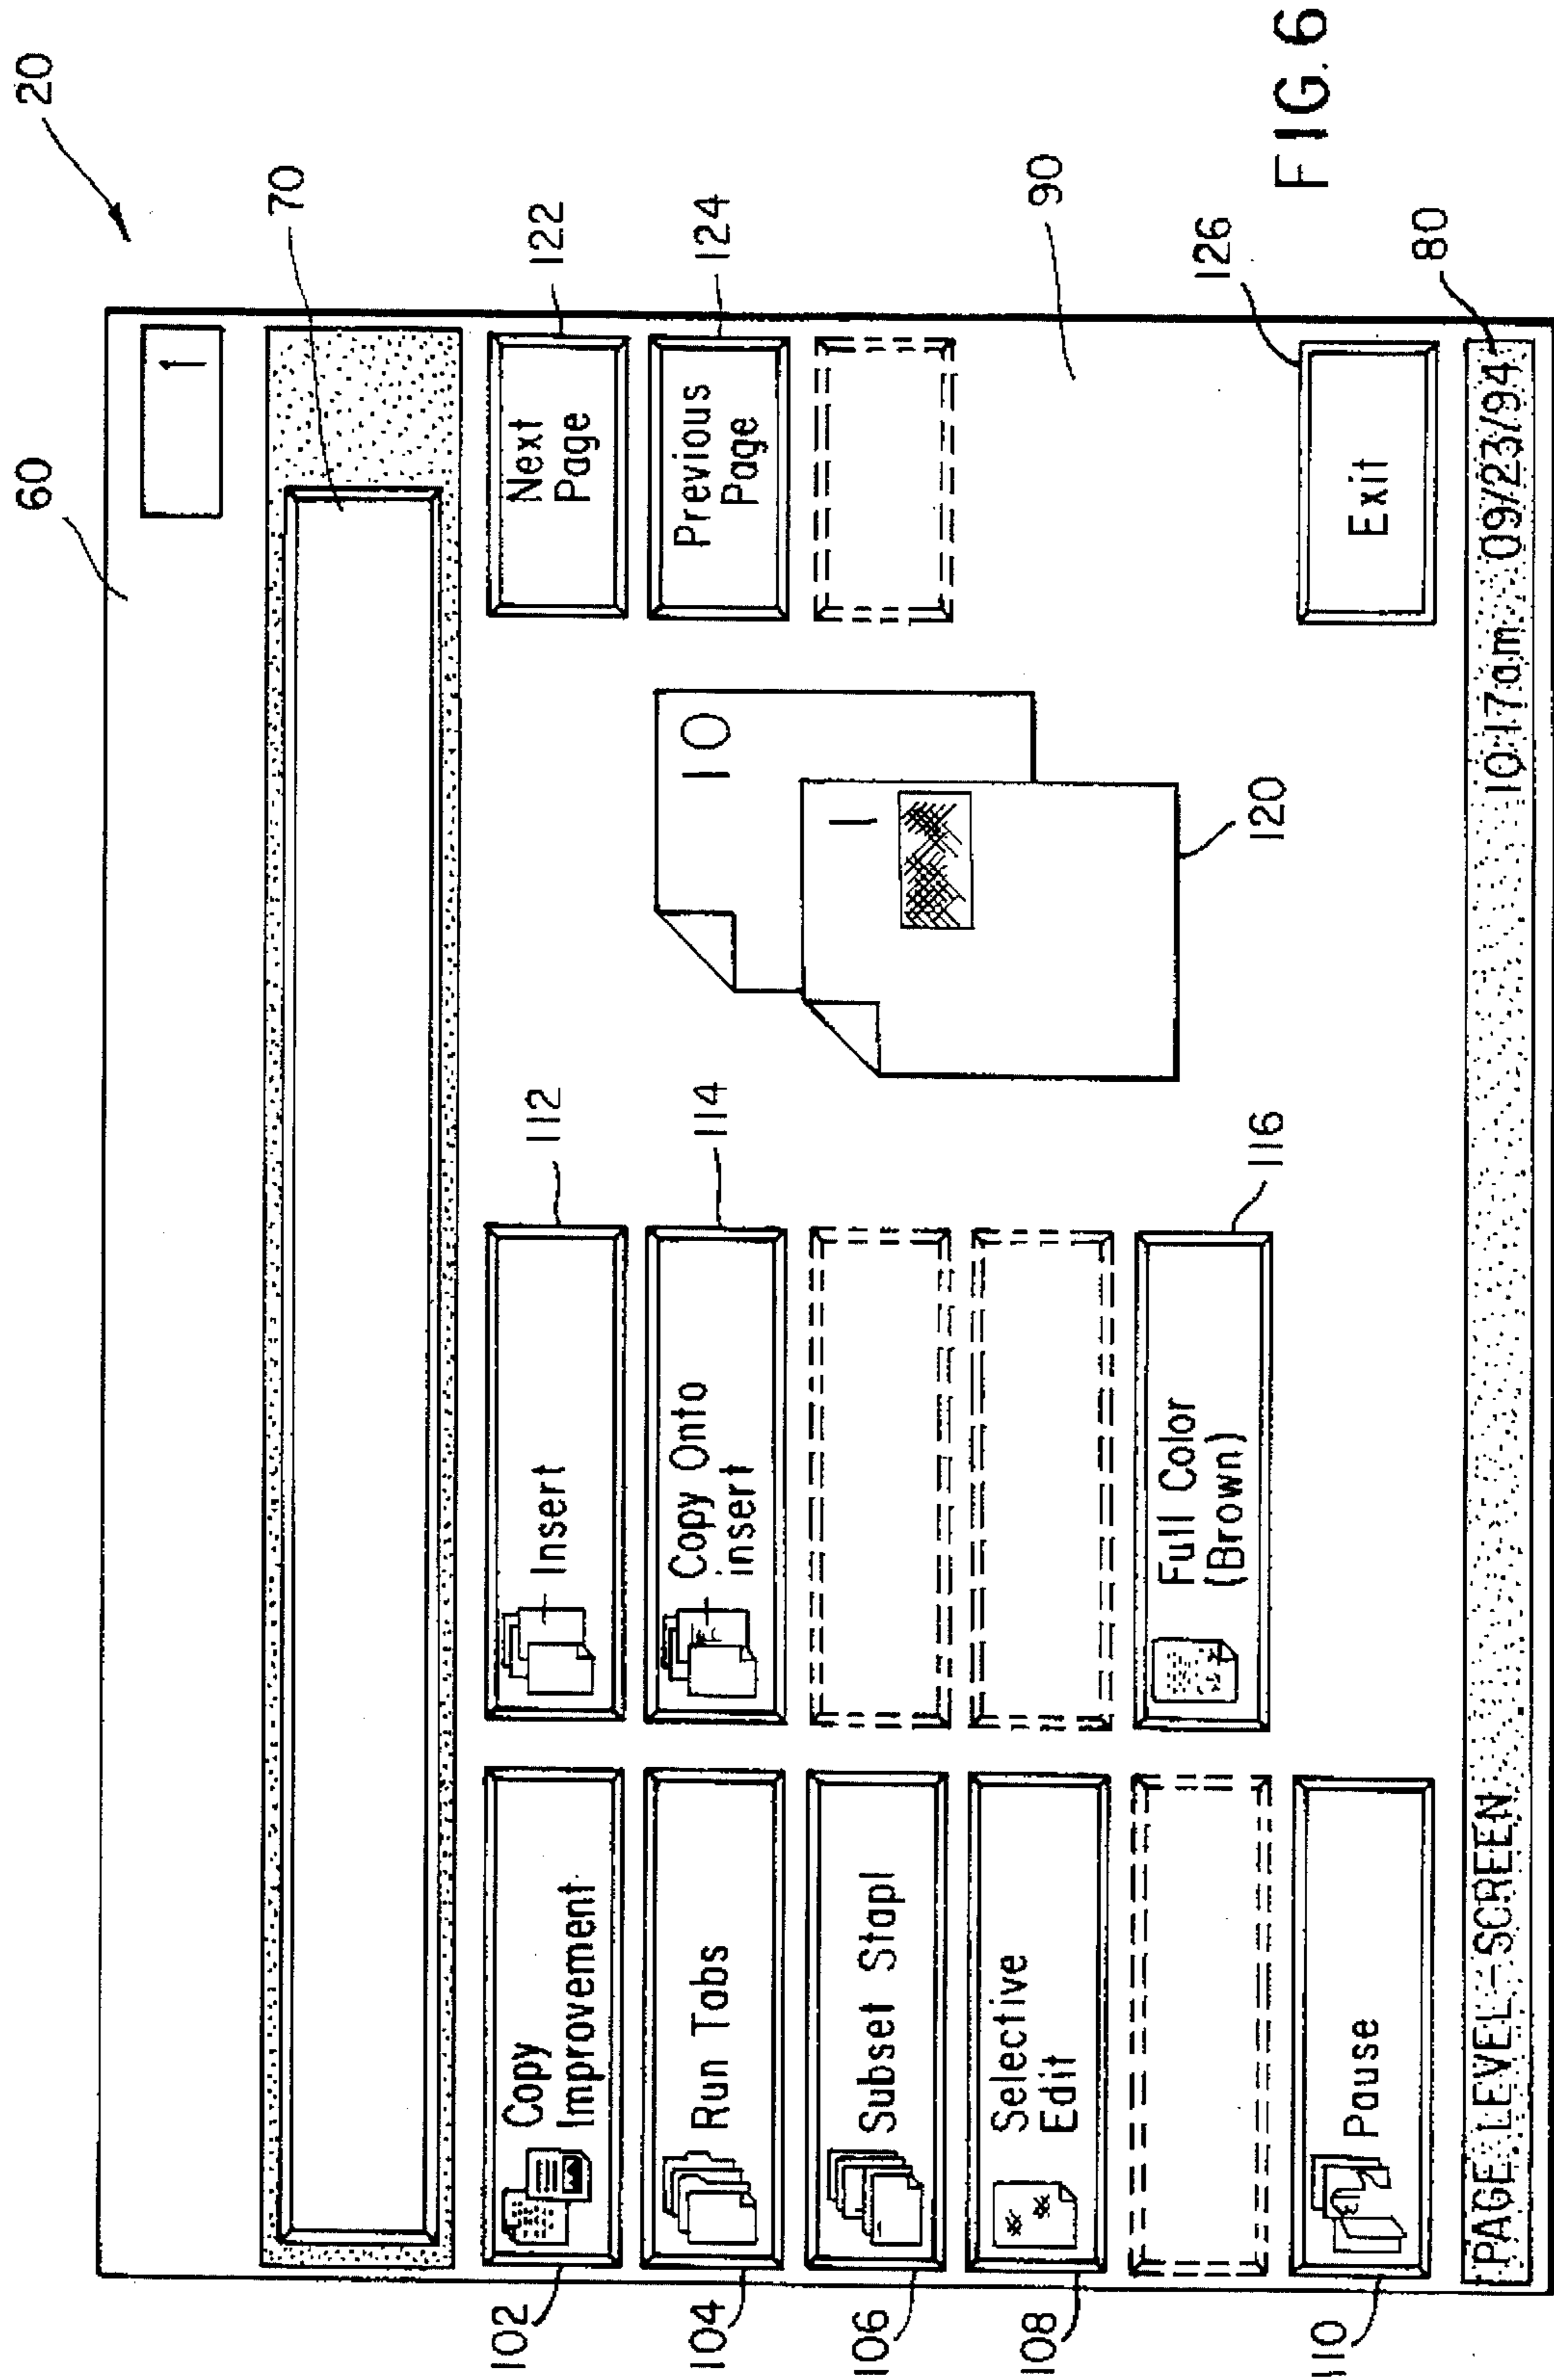 20
60
1
70
Copy
Improvement
Insert
Next
Page
102
112
122
Run Tabs
Copy Onto
insert
Previous
Page
104
114
124
Subset Stapl
106
Selective
Edit
108
10
1
120
90
Full Color
(Brown)
116
Pause
110
Exit
126
PAGE LEVEL-SCREEN
10:17am 09/23/94
80
FIG. 6